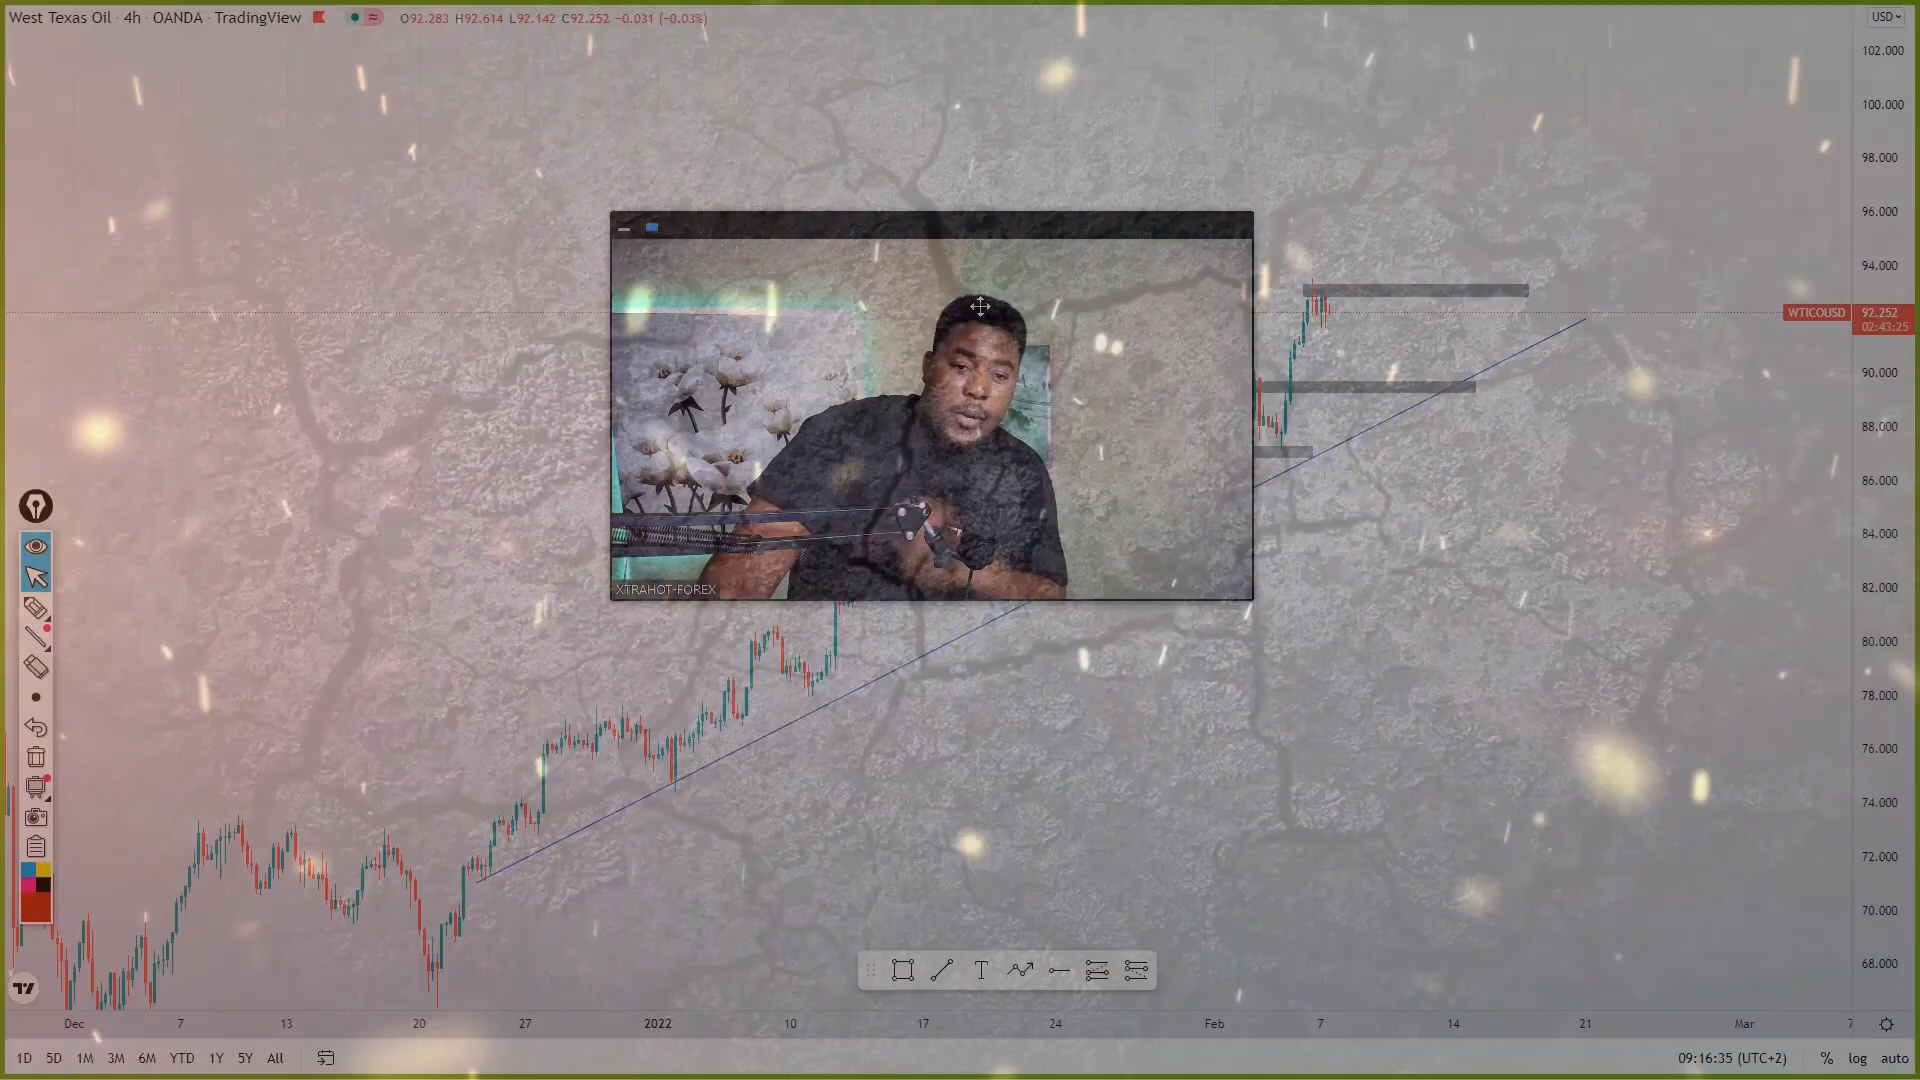 West Texas Oil · 4h · OANDA · TradingView
O92.283 H92.614 L92.142 C92.252 −0.031 (−0.03%)
USD
102.000
100.000
98.000
96.000
94.000
WTICOUSD 92.252
02:43:25
90.000
88.000
86.000
84.000
82.000
80.000
78.000
76.000
74.000
72.000
70.000
68.000
XTRAHOT-FOREX
T
Dec 7 13 20 27 2022 10 17 24 Feb 7 14 21 Mar 7
1D 5D 1M 3M 6M YTD 1Y 5Y All
09:16:35 (UTC+2) % log auto